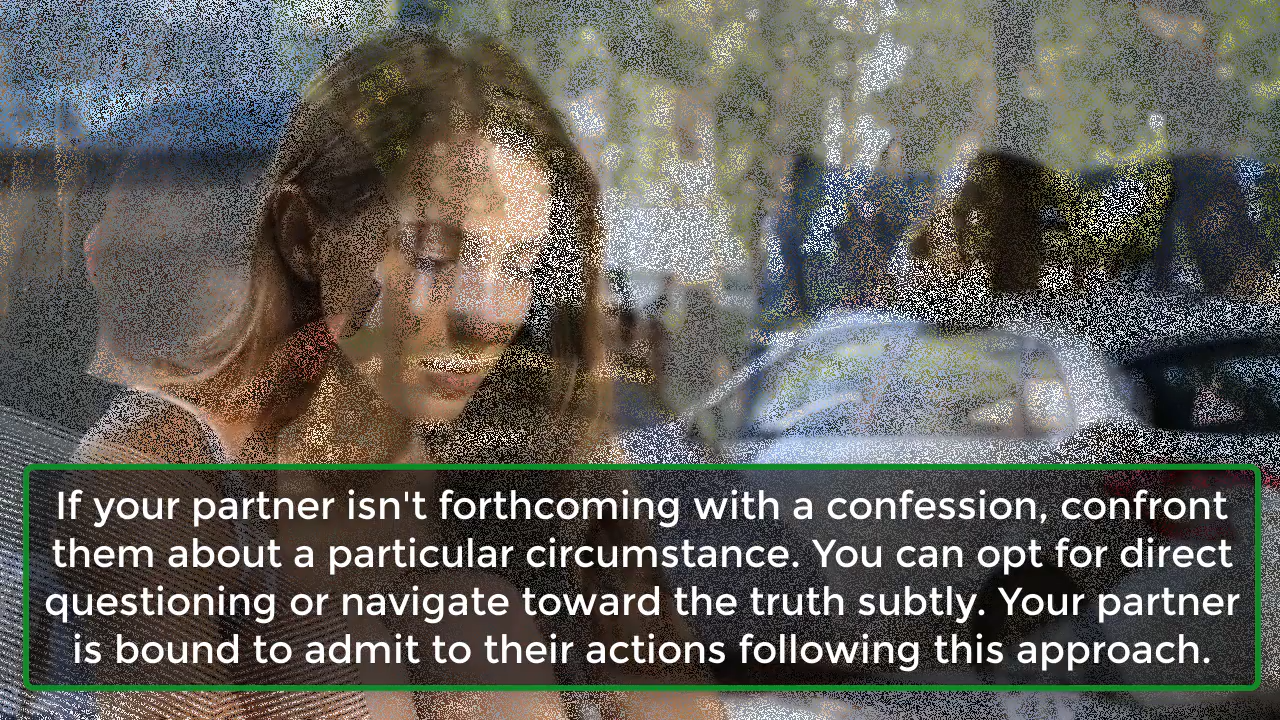 If your partner isn't forthcoming with a confession, confront
them about a particular circumstance. You can opt for direct
questioning or navigate toward the truth subtly. Your partner
is bound to admit to their actions following this approach.